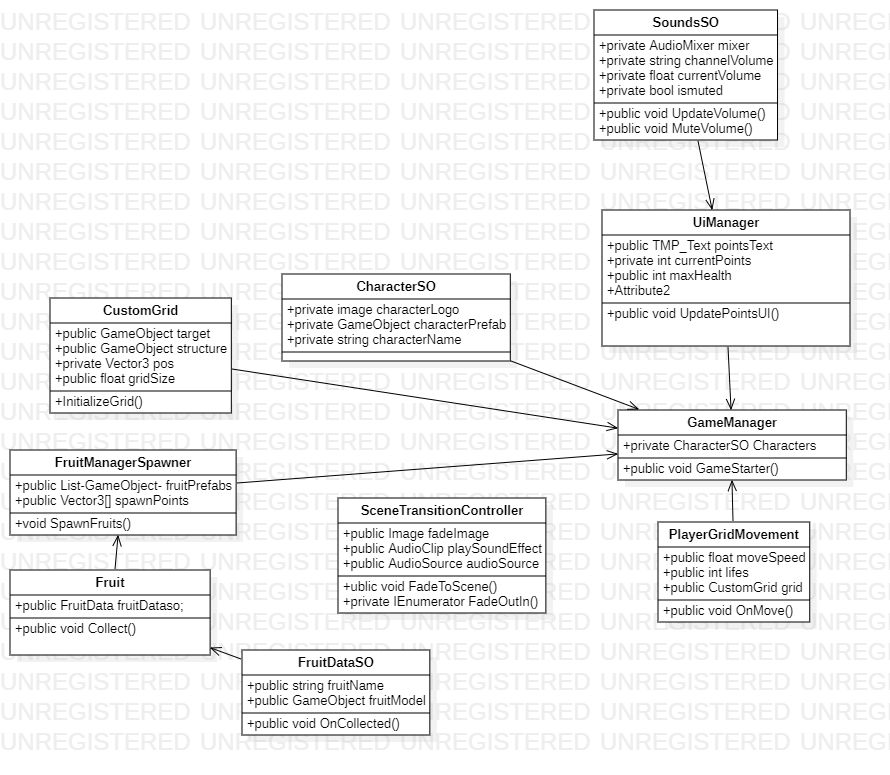 UNREGISTERED
SoundsSO
+private AudioMixer mixer
+private string channelVolume
+private float currentVolume
+private bool ismuted
+public void UpdateVolume()
+public void MuteVolume()
UiManager
+public TMP_Text pointsText
+private int currentPoints
+public int maxHealth
+Attribute2
+public void UpdatePointsUI()
CharacterSO
+private image characterLogo
+private GameObject characterPrefab
+private string characterName
CustomGrid
+public GameObject target
+public GameObject structure
+private Vector3 pos
+public float gridSize
+InitializeGrid()
GameManager
+private CharacterSO Characters
+public void GameStarter()
FruitManagerSpawner
+public List-GameObject- fruitPrefabs
+public Vector3[] spawnPoints
+void SpawnFruits()
SceneTransitionController
+public Image fadeImage
+public AudioClip playSoundEffect
+public AudioSource audioSource
+ublic void FadeToScene()
+private IEnumerator FadeOutIn()
PlayerGridMovement
+public float moveSpeed
+public int lifes
+public CustomGrid grid
+public void OnMove()
Fruit
+public FruitData fruitDataso;
+public void Collect()
FruitDataSO
+public string fruitName
+public GameObject fruitModel
+public void OnCollected()